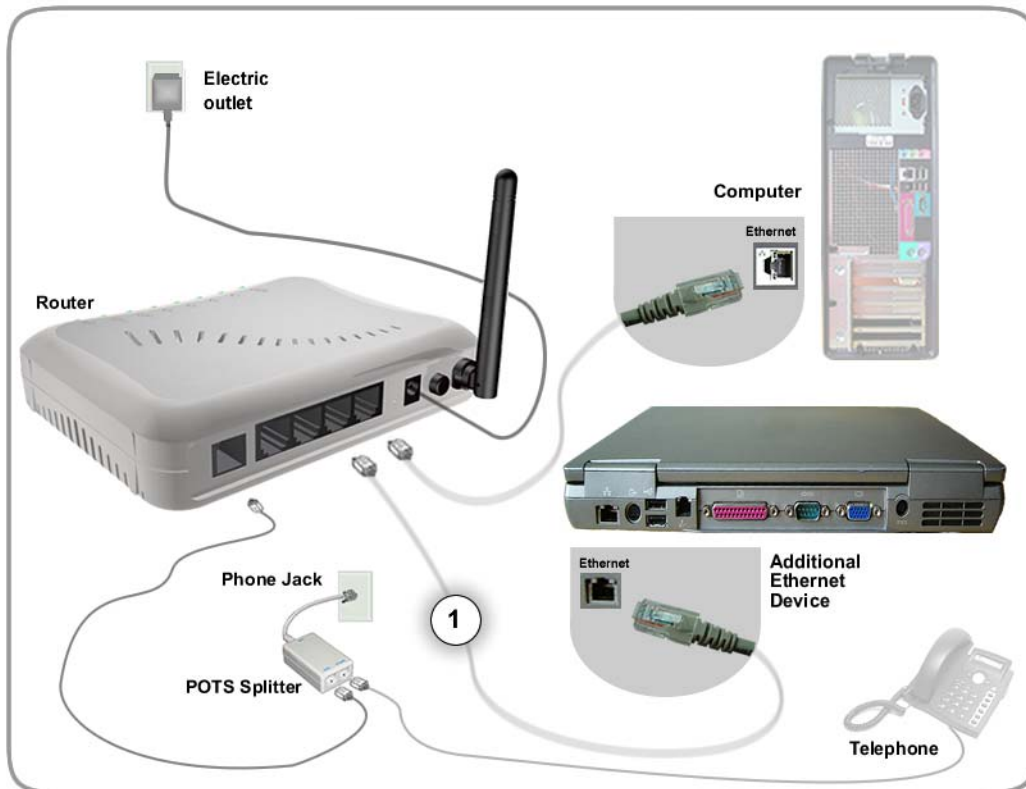 Electric
outlet
Computer
Ethernet
Router
Ethernet
Additional
Ethernet
Device
Phone Jack
1
POTS Splitter
Telephone